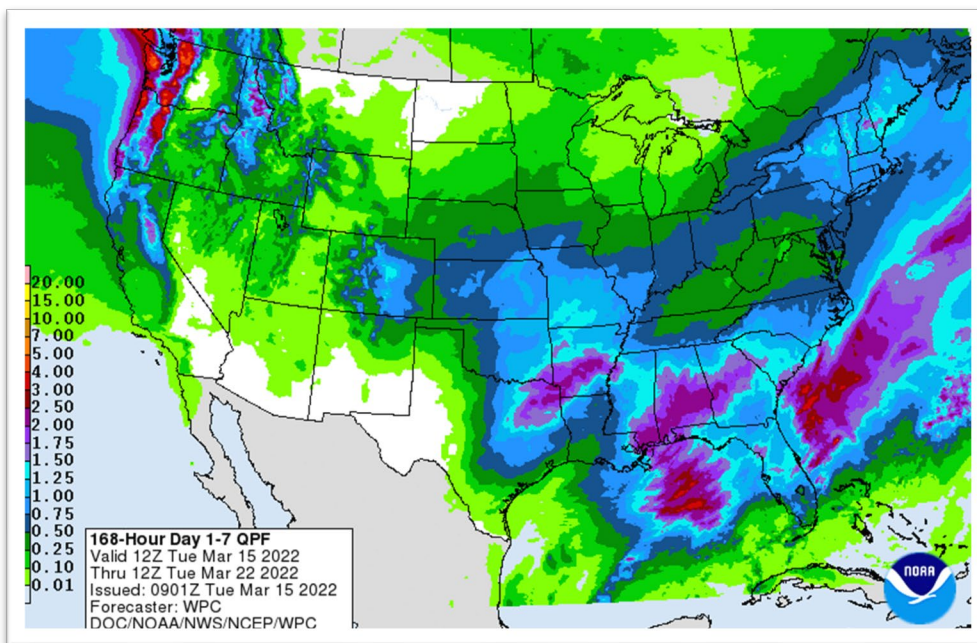 20.00
15.00
10.00
7.00
5.00
4.00
3.00
2.50
2.00
1.75
1.50
1.25
1.00
0.75
0.50
0.25
0.10
0.01
168-Hour Day 1-7 QPF
Valid 12Z Tue Mar 15 2022
Thru 12Z Tue Mar 22 2022
Issued: 0901Z Tue Mar 15 2022
Forecaster: WPC
DOC/NOAA/NWS/NCEP/WPC
NOAA